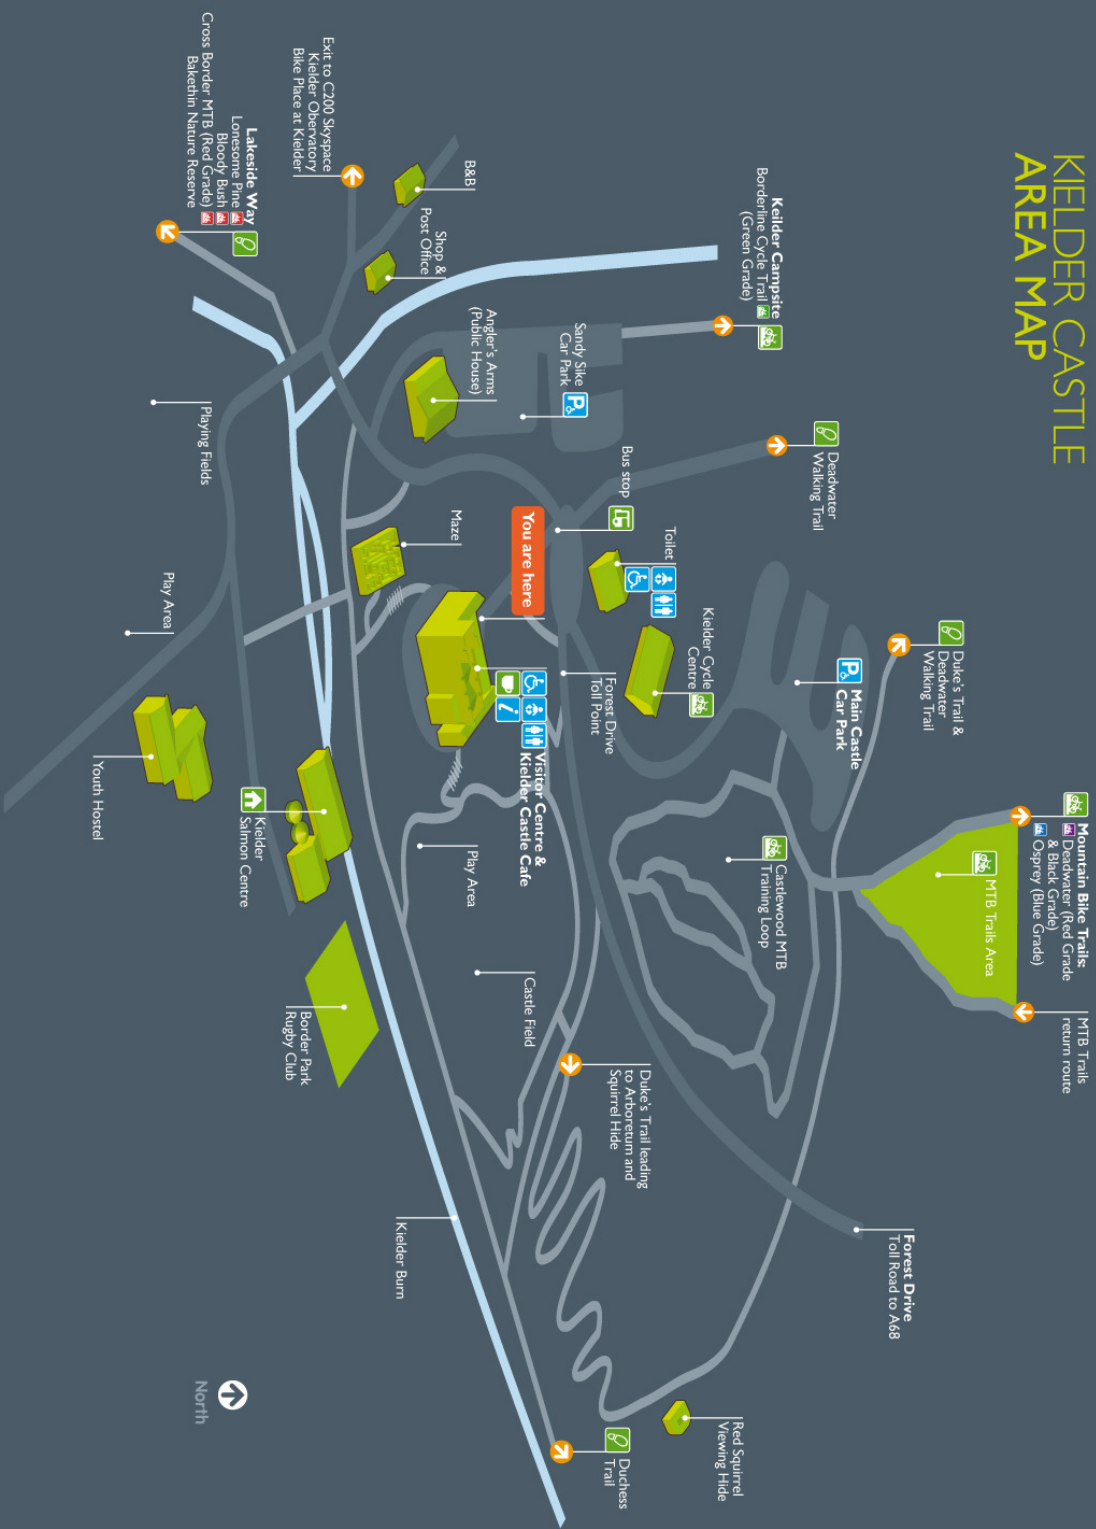 KIELDER CASTLE
AREA MAP
Mountain Bike Trails:
Deadwater (Red Grade
& Black Grade)
Osprey (Blue Grade)
MTB Trails
return route
MTB Trails Area
Duke's Trail &
Deadwater
Walking Trail
Main Castle
Car Park
Deadwater
Walking Trail
Keilder Campsite
Borderline Cycle Trail
(Green Grade)
Castlewood MTB
Training Loop
Forest Drive
Toll Road to A68
Kielder Cycle
Centre
Toilet
Bus stop
Sandy Sike
Car Park
P
P
Forest Drive
Toll Point
Duke's Trail leading
to Arboretum and
Squirrel Hide
Red Squirrel
Viewing Hide
Duchess
Trail
You are here
Visitor Centre &
Kielder Castle Cafe
i
Castle Field
Play Area
Angler's Arms
(Public House)
Maze
B&B
Shop &
Post Office
Exit to C200 Skyspace
Kielder Obervatory
Bike Place at Kielder
Lakeside Way
Lonesome Pine
Bloody Bush
Cross Border MTB (Red Grade)
Bakethin Nature Reserve
Kielder Burn
Border Park
Rugby Club
Kielder
Salmon Centre
Playing Fields
Play Area
Youth Hostel
North